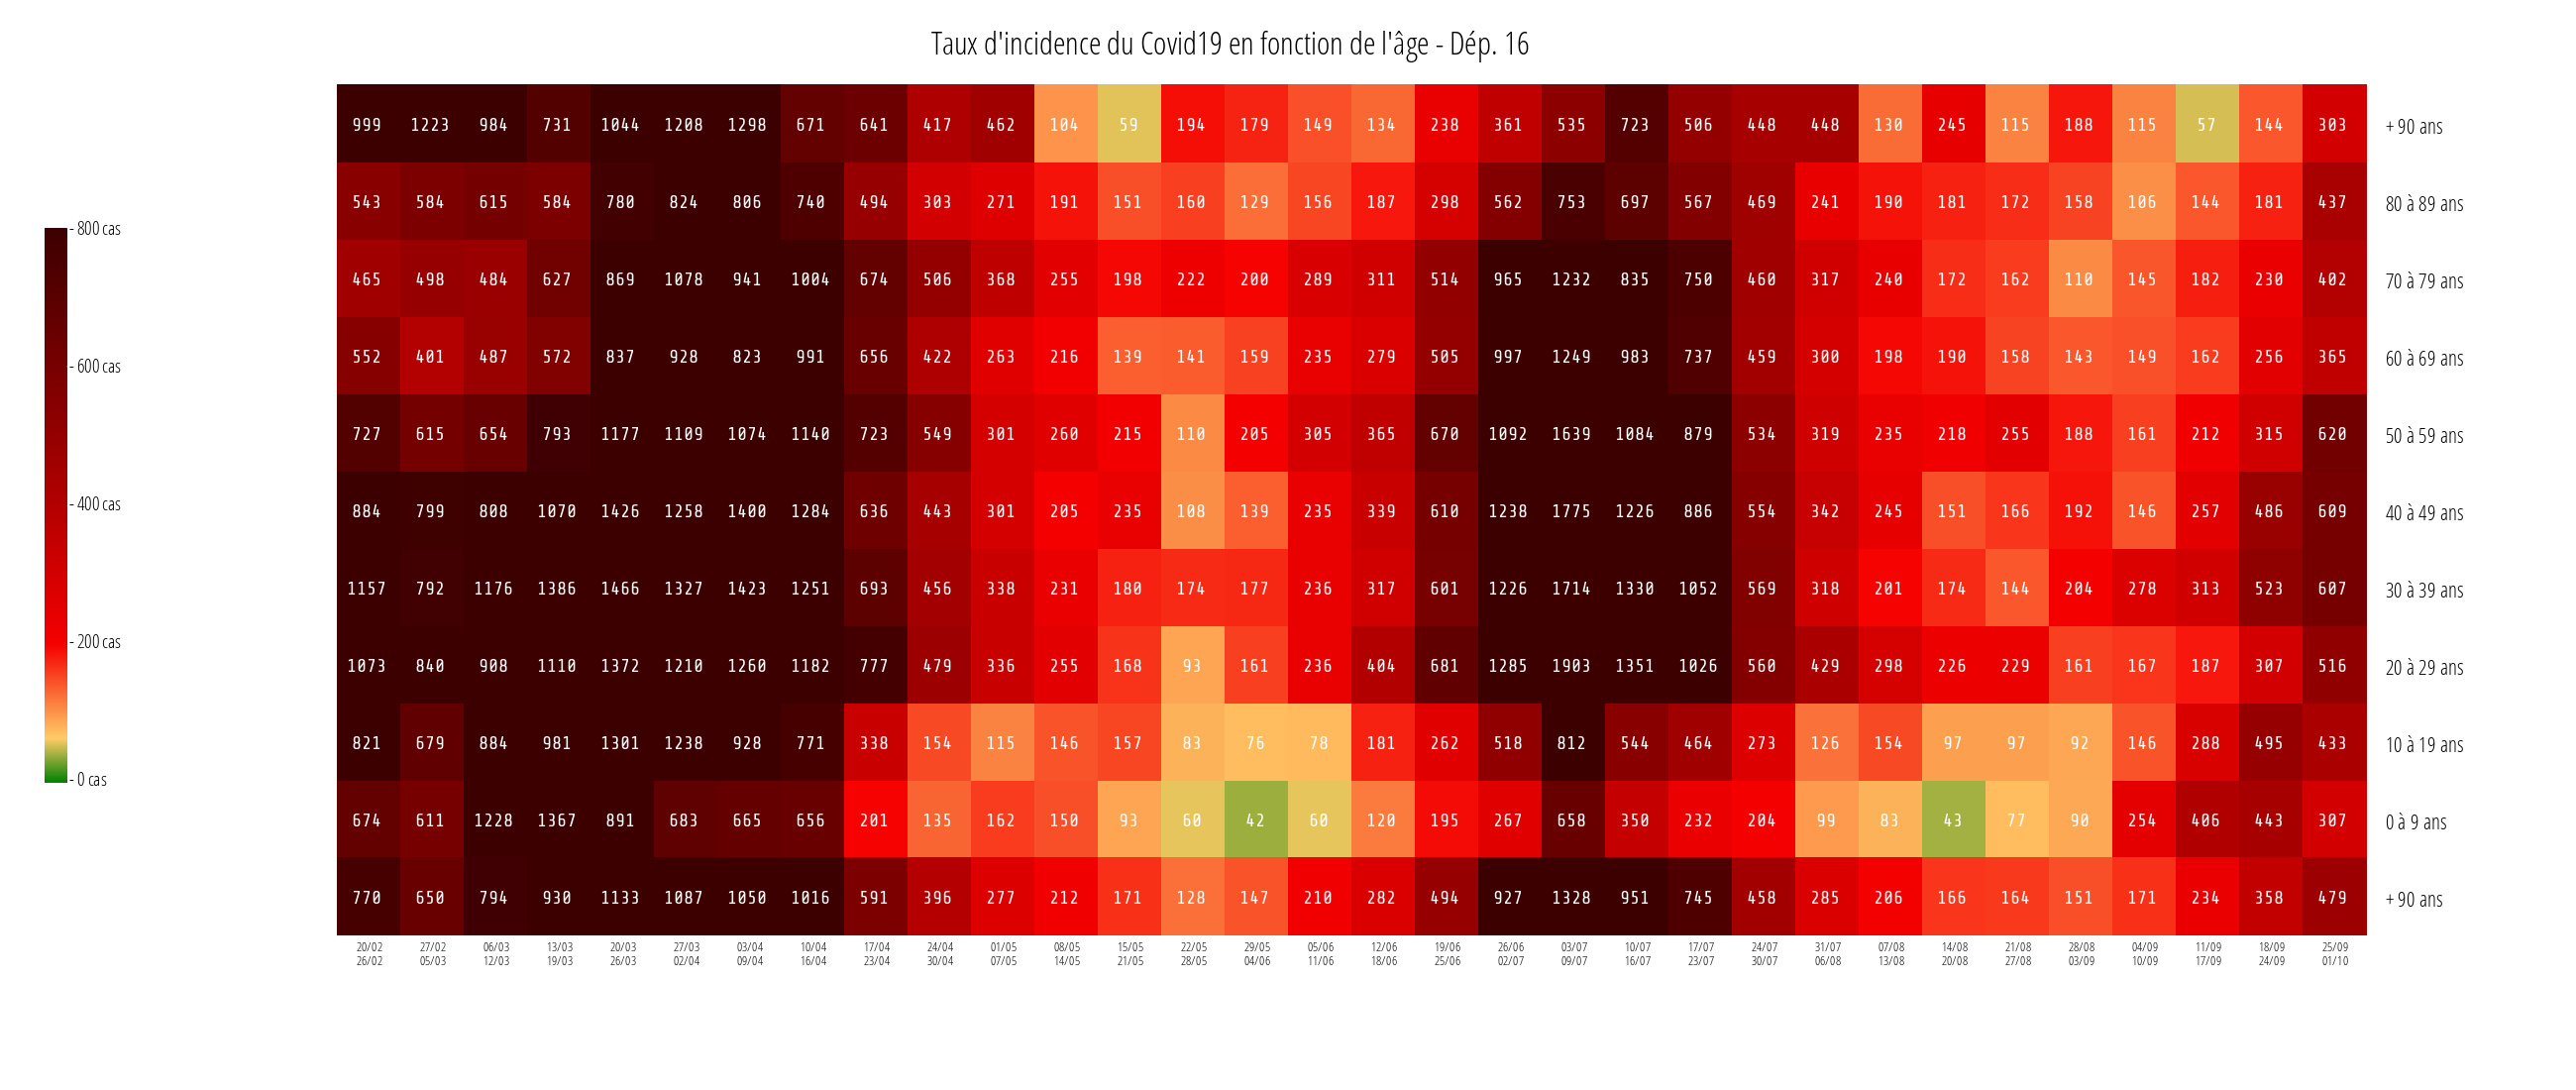 Taux d'incidence du Covid19 en fonction de l'âge - Dép. 16
999 1223 984 731 1044 1208 1298 671 641 417 462 104 59 194 179 149 134 238 361 535 723 506 448 448 130 245 115 188 115 57 144 303 + 90 ans
543 584 615 584 780 824 806 740 494 303 271 191 151 160 129 156 187 298 562 753 697 567 469 241 190 181 172 158 106 144 181 437 80 à 89 ans
- 800 cas
465 498 484 627 869 1078 941 1004 674 506 368 255 198 222 200 289 311 514 965 1232 835 750 460 317 240 172 162 110 145 182 230 402 70 à 79 ans
552 401 487 572 837 928 823 991 656 422 263 216 139 141 159 235 279 505 997 1249 983 737 459 300 198 190 158 143 149 162 256 365 60 à 69 ans
- 600 cas
727 615 654 793 1177 1109 1074 1140 723 549 301 260 215 110 205 305 365 670 1092 1639 1084 879 534 319 235 218 255 188 161 212 315 620 50 à 59 ans
- 400 cas
884 799 808 1070 1426 1258 1400 1284 636 443 301 205 235 108 139 235 339 610 1238 1775 1226 886 554 342 245 151 166 192 146 257 486 609 40 à 49 ans
1157 792 1176 1386 1466 1327 1423 1251 693 456 338 231 180 174 177 236 317 601 1226 1714 1330 1052 569 318 201 174 144 204 278 313 523 607 30 à 39 ans
- 200 cas
1073 840 908 1110 1372 1210 1260 1182 777 479 336 255 168 93 161 236 404 681 1285 1903 1351 1026 560 429 298 226 229 161 167 187 307 516 20 à 29 ans
821 679 884 981 1301 1238 928 771 338 154 115 146 157 83 76 78 181 262 518 812 544 464 273 126 154 97 97 92 146 288 495 433 10 à 19 ans
- 0 cas
674 611 1228 1367 891 683 665 656 201 135 162 150 93 60 42 60 120 195 267 658 350 232 204 99 83 43 77 90 254 406 443 307 0 à 9 ans
770 650 794 930 1133 1087 1050 1016 591 396 277 212 171 128 147 210 282 494 927 1328 951 745 458 285 206 166 164 151 171 234 358 479 + 90 ans
20/02 27/02 06/03 13/03 20/03 27/03 03/04 10/04 17/04 24/04 01/05 08/05 15/05 22/05 29/05 05/06 12/06 19/06 26/06 03/07 10/07 17/07 24/07 31/07 07/08 14/08 21/08 28/08 04/09 11/09 18/09 25/09
26/02 05/03 12/03 19/03 26/03 02/04 09/04 16/04 23/04 30/04 07/05 14/05 21/05 28/05 04/06 11/06 18/06 25/06 02/07 09/07 16/07 23/07 30/07 06/08 13/08 20/08 27/08 03/09 10/09 17/09 24/09 01/10